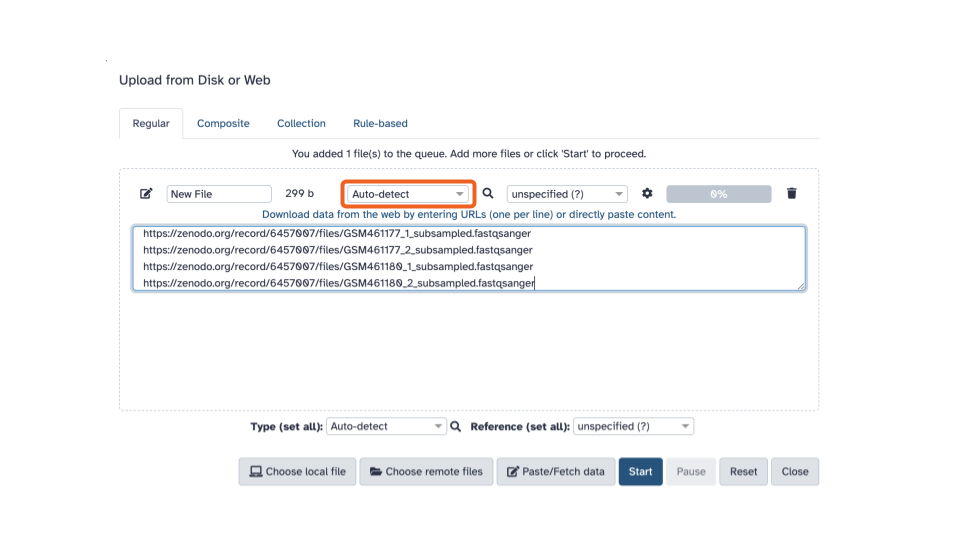 Upload from Disk or Web
Regular Composite Collection Rule-based
You added 1 file(s) to the queue. Add more files or click 'Start' to proceed.
New File 299 b Auto-detect unspecified (?) 0%
Download data from the web by entering URLs (one per line) or directly paste content.
https://zenodo.org/record/6457007/files/GSM461177_1_subsampled.fastqsanger
https://zenodo.org/record/6457007/files/GSM461177_2_subsampled.fastqsanger
https://zenodo.org/record/6457007/files/GSM461180_1_subsampled.fastqsanger
https://zenodo.org/record/6457007/files/GSM461180_2_subsampled.fastqsanger
Type (set all): Auto-detect Reference (set all): unspecified (?)
Choose local file Choose remote files Paste/Fetch data Start Pause Reset Close